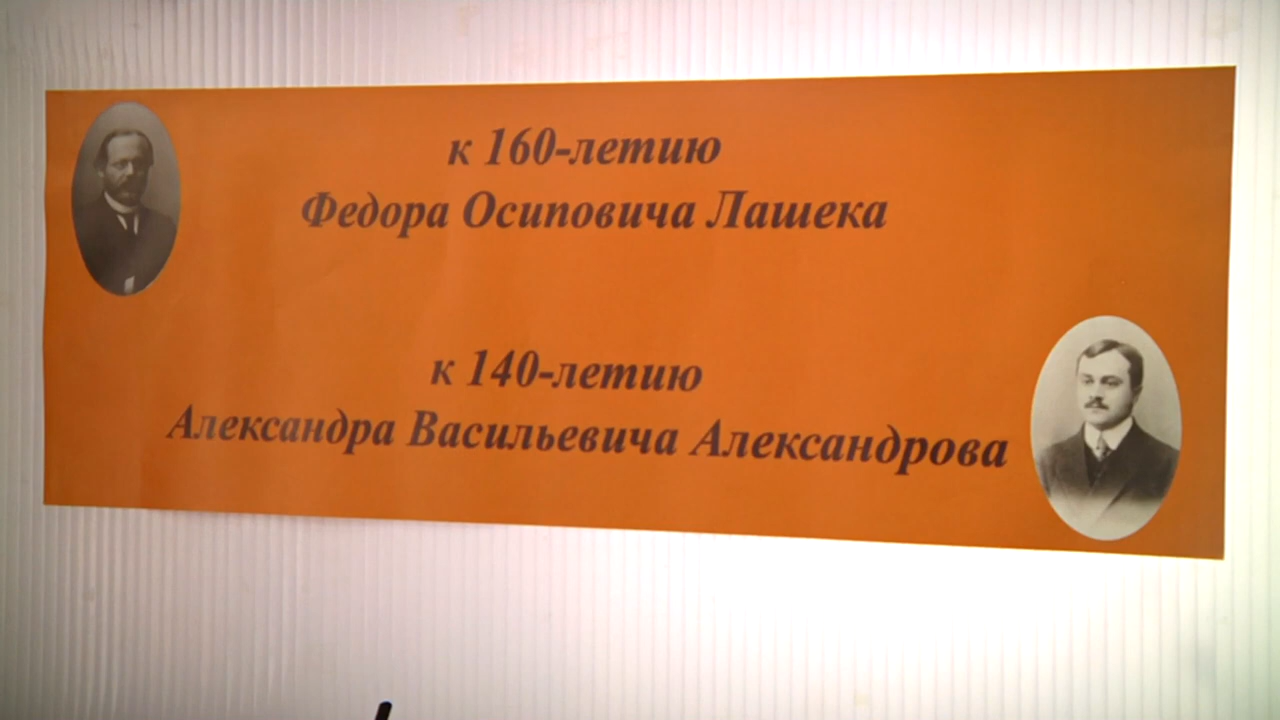 к 160-летию
Федора Осиповича Лашека
к 140-летию
Александра Васильевича Александрова